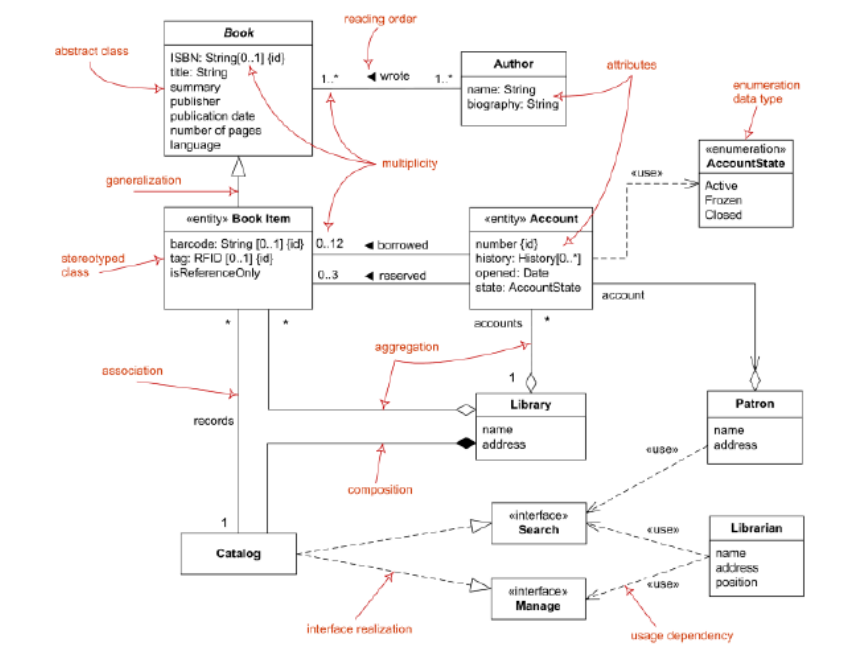 reading order
Book
abstract class
ISBN: String[0..1] {id}
title: String
summary
publisher
publication date
number of pages
language
1..*
◄ wrote
1..*
Author
name: String
biography: String
attributes
enumeration
data type
multiplicity
«enumeration»
AccountState
Active
Frozen
Closed
«use»
generalization
«entity» Book Item
barcode: String [0..1] {id}
tag: RFID [0..1] {id}
isReferenceOnly
stereotyped
class
0..12
◄ borrowed
0..3
◄ reserved
«entity» Account
number {id}
history: History[0..*]
opened: Date
state: AccountState
account
*
*
accounts
*
aggregation
association
1
records
Library
name
address
Patron
name
address
«use»
composition
1
Catalog
«interface»
Search
«use»
Librarian
name
address
position
«interface»
Manage
«use»
interface realization
usage dependency